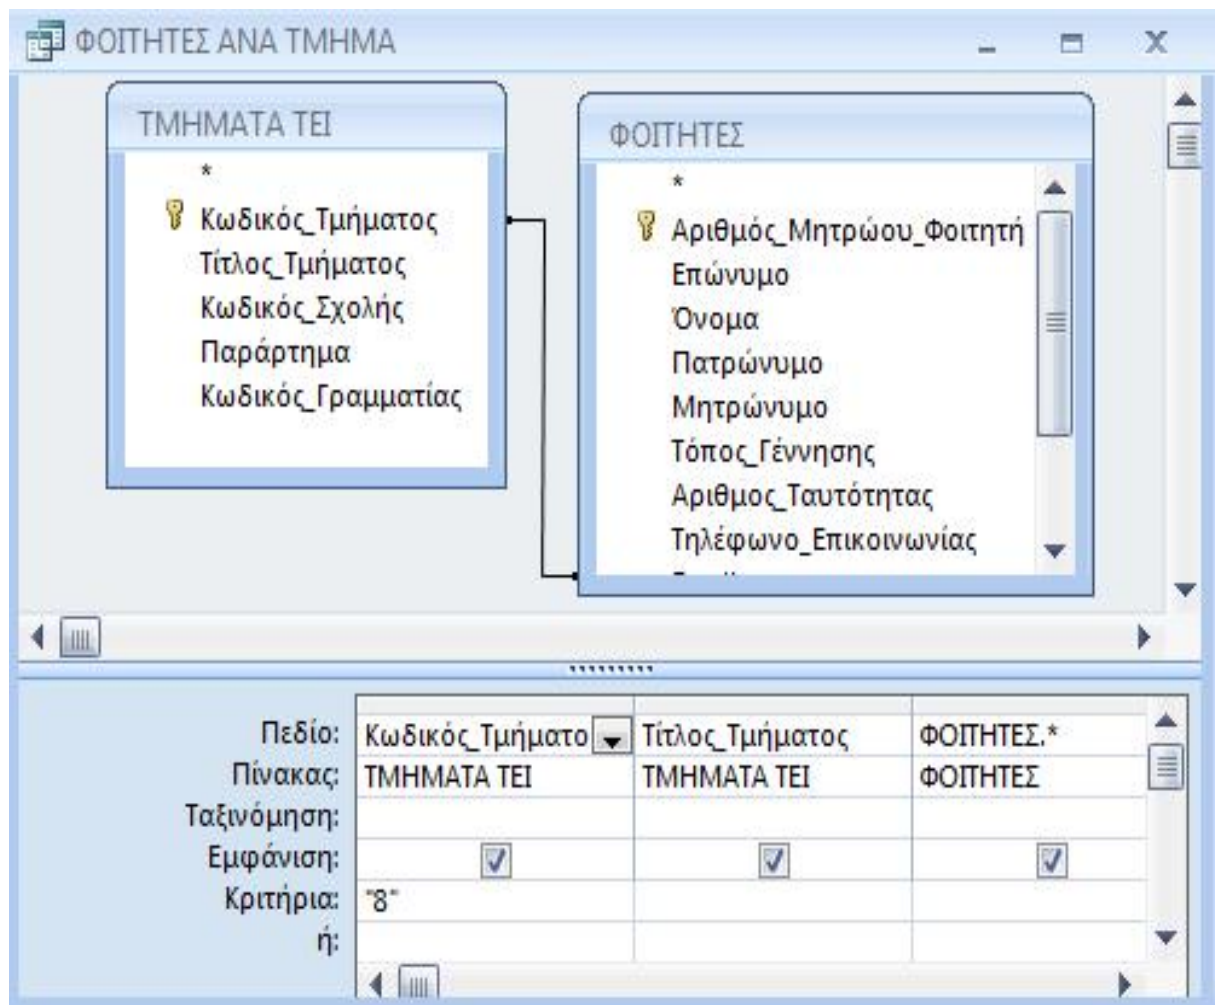 ΦΟΙΤΗΤΕΣ ΑΝΑ ΤΜΗΜΑ
ΤΜΗΜΑΤΑ ΤΕΙ
*
Κωδικός_Τμήματος
Τίτλος_Τμήματος
Κωδικός_Σχολής
Παράρτημα
Κωδικός_Γραμματίας
ΦΟΙΤΗΤΕΣ
*
Αριθμός_Μητρώου_Φοιτητή
Επώνυμο
Όνομα
Πατρώνυμο
Μητρώνυμο
Τόπος_Γέννησης
Αριθμος_Ταυτότητας
Τηλέφωνο_Επικοινωνίας
Πεδίο: Κωδικός_Τμήματο Τίτλος_Τμήματος ΦΟΙΤΗΤΕΣ.*
Πίνακας: ΤΜΗΜΑΤΑ ΤΕΙ ΤΜΗΜΑΤΑ ΤΕΙ ΦΟΙΤΗΤΕΣ
Ταξινόμηση:
Εμφάνιση:
Κριτήρια: "8"
ή: